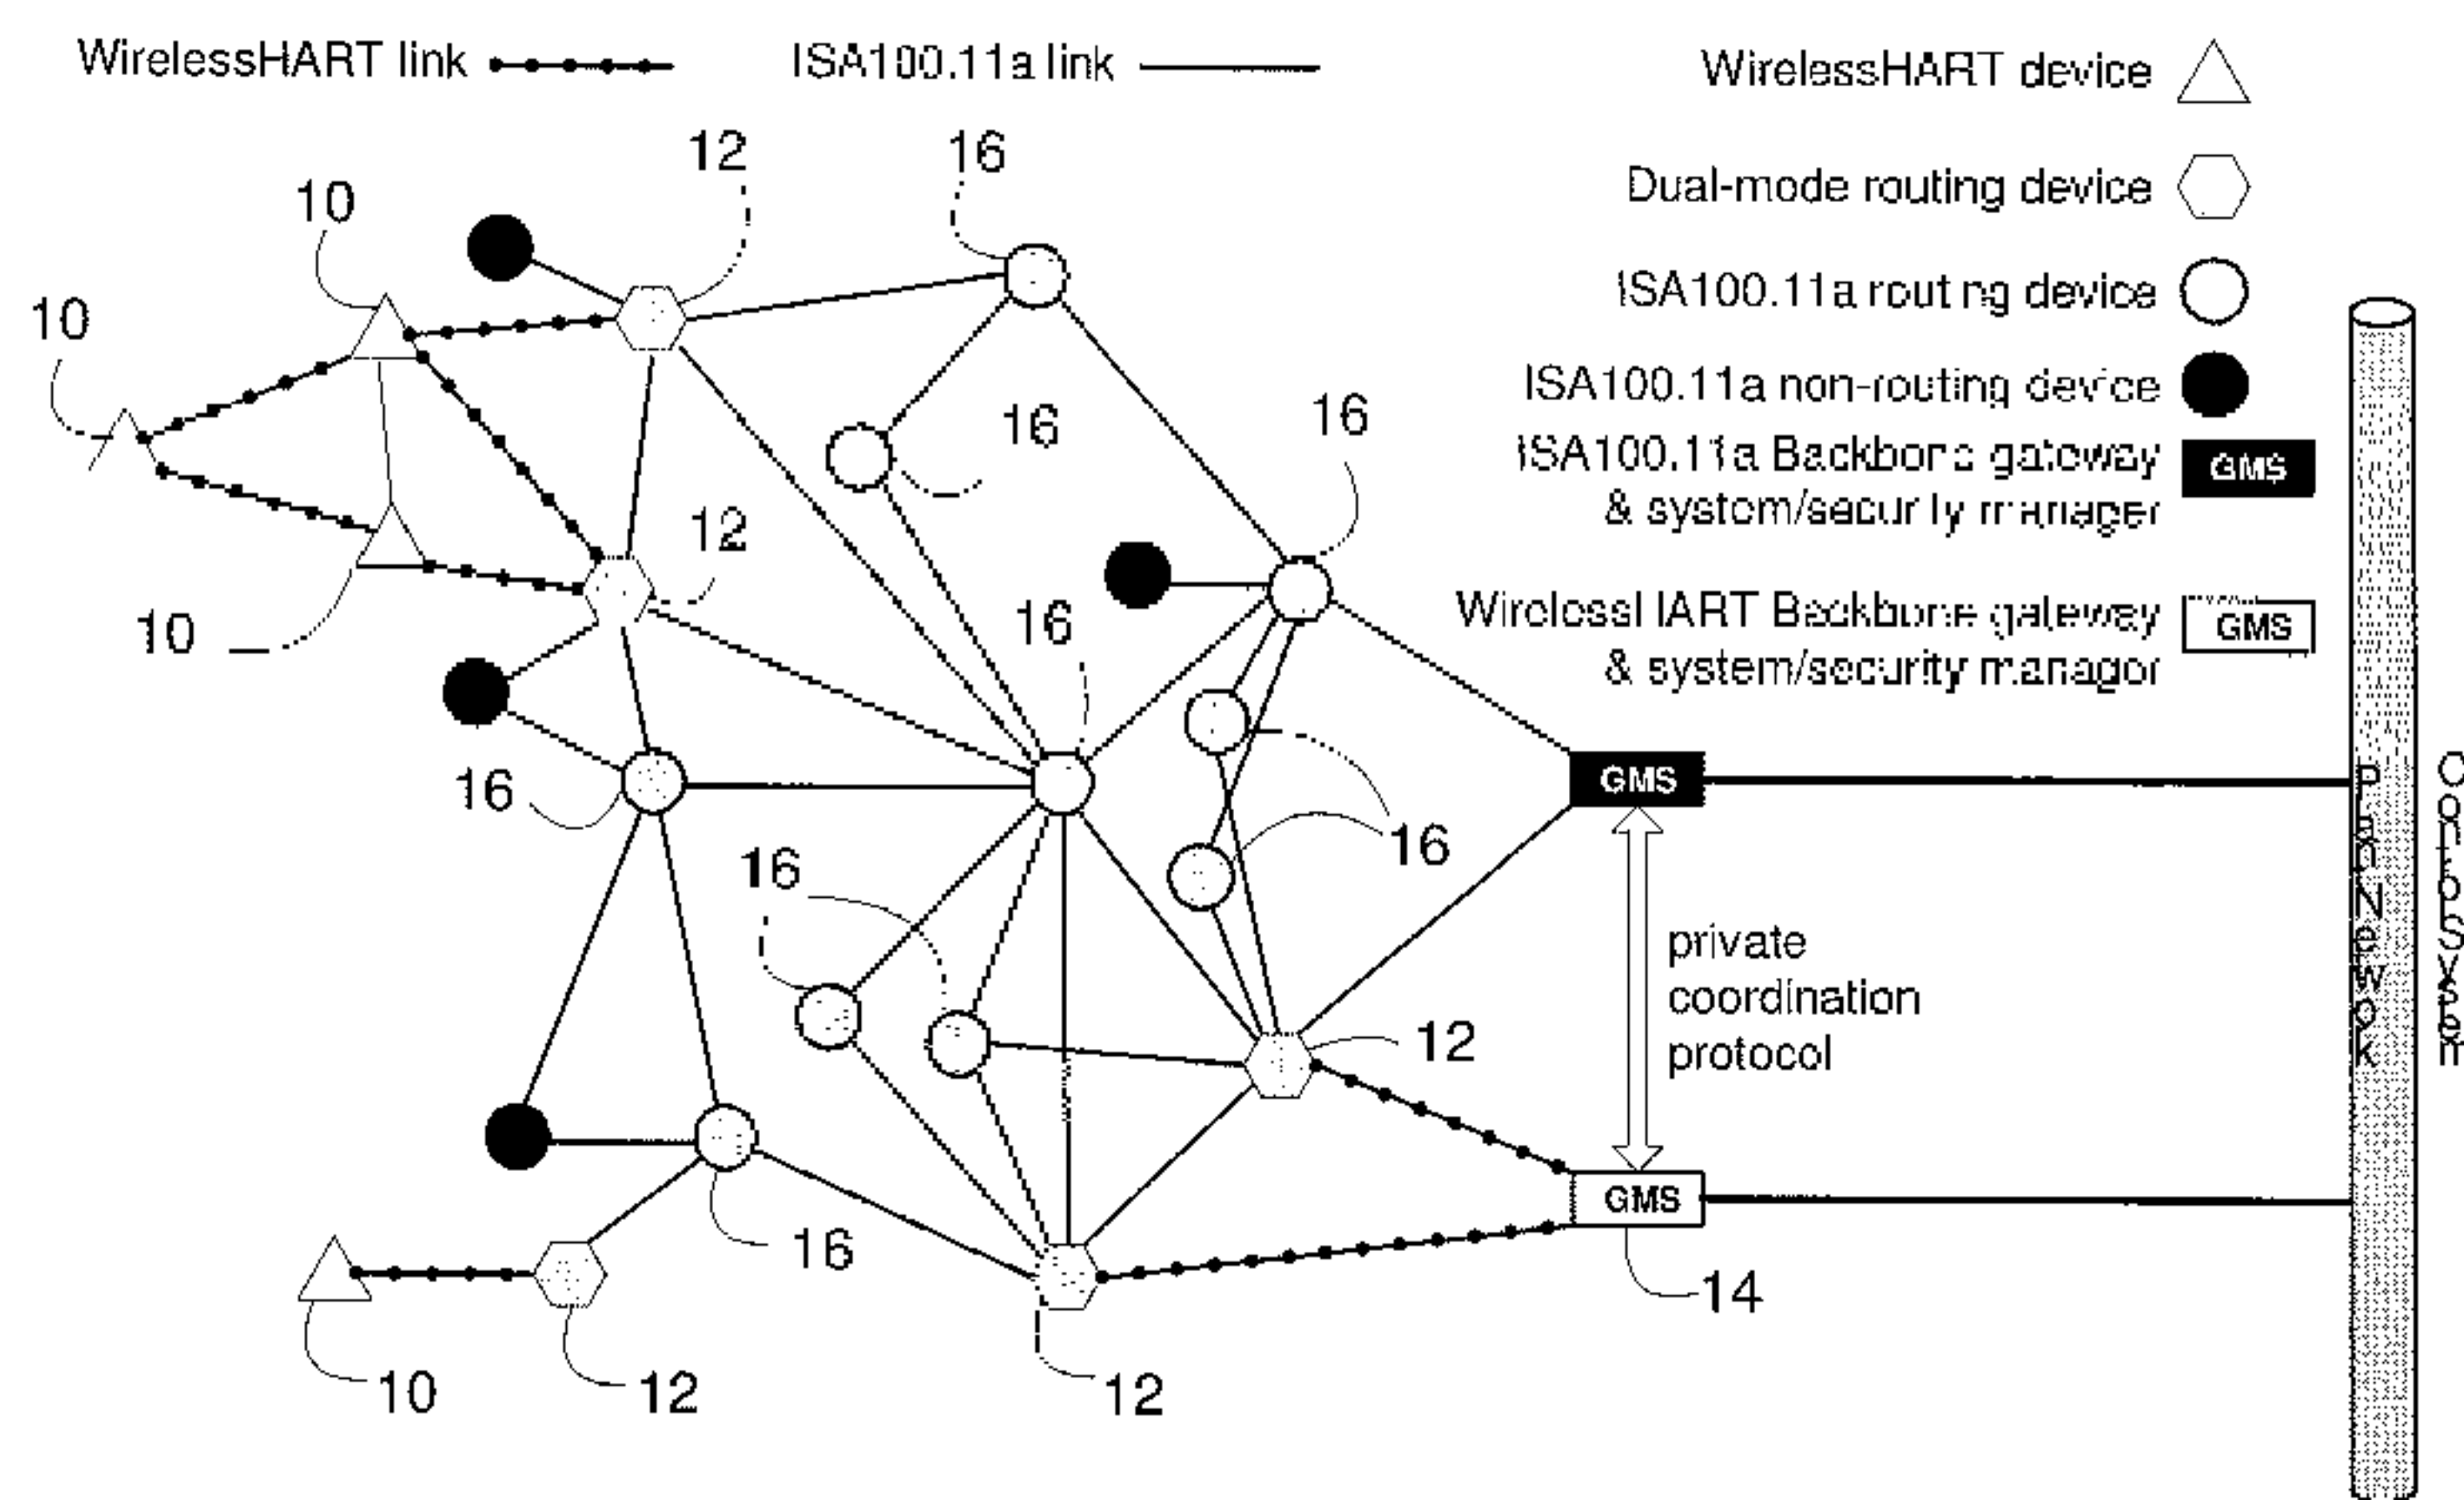 WirelessHART link
ISA100.11a link
WirelessHART device
Dual-mode routing device
ISA100.11a routing device
ISA100.11a non-routing device
ISA100.11a Backbone gateway
& system/security manager
GMS
WirelessHART Backbone gateway
& system/security manager
GMS
12
16
10
10
16
16
12
10
16
16
16
16
GMS
private
coordination
protocol
12
16
GMS
14
10
12
12
Plant Network
Control System